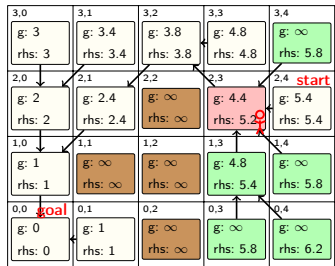 3,0 3,1 3,2 3,3 3,4
g: 3 g: 3.4 g: 3.8 g: 4.8 g: ∞
rhs: 3 rhs: 3.4 rhs: 3.8 rhs: 4.8 rhs: 5.8
2,0 2,1 2,2 2,3 2,4 start
g: 2 g: 2.4 g: ∞ g: 4.4 g: 5.4
rhs: 2 rhs: 2.4 rhs: ∞ rhs: 5.2 rhs: 5.4
1,0 1,1 1,2 1,3 1,4
g: 1 g: ∞ g: ∞ g: 4.8 g: ∞
rhs: 1 rhs: ∞ rhs: ∞ rhs: 5.4 rhs: 5.8
0,0 goal 0,1 0,2 0,3 0,4
g: 0 g: 1 g: ∞ g: ∞ g: ∞
rhs: 0 rhs: 1 rhs: ∞ rhs: 5.8 rhs: 6.2